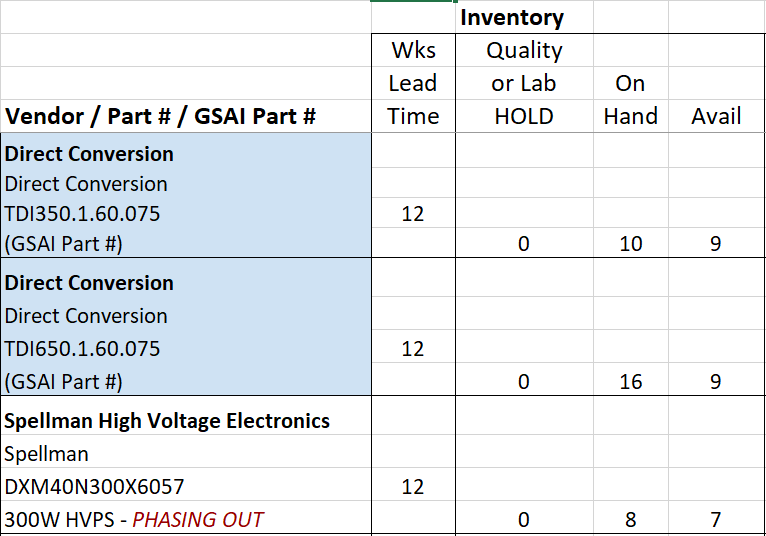 Inventory
Wks Quality
Lead or Lab On
Vendor / Part # / GSAI Part # Time HOLD Hand Avail
Direct Conversion
Direct Conversion
TDI350.1.60.075 12
(GSAI Part #) 0 10 9
Direct Conversion
Direct Conversion
TDI650.1.60.075 12
(GSAI Part #) 0 16 9
Spellman High Voltage Electronics
Spellman
DXM40N300X6057 12
300W HVPS - PHASING OUT 0 8 7